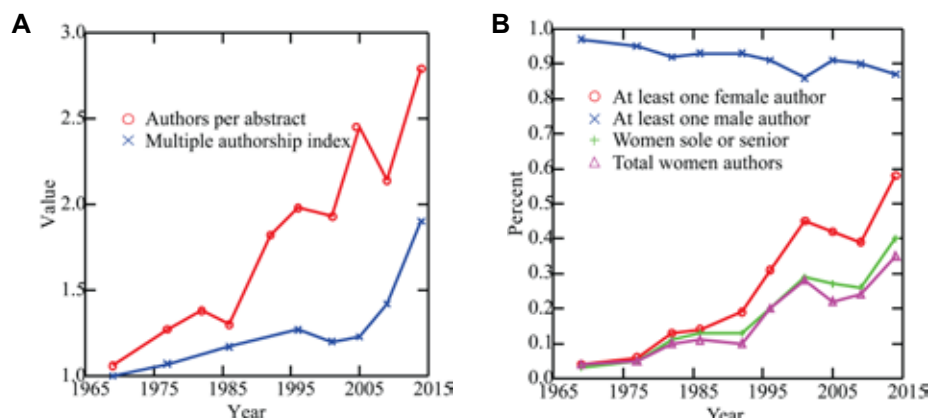 A
3.0
2.5
2.0
1.5
1.0
Value
Authors per abstract
Multiple authorship index
1965 1975 1985 1995 2005 2015
Year
B
1.0
0.9
0.8
0.7
0.6
0.5
0.4
0.3
0.2
0.1
0.0
Percent
At least one female author
At least one male author
Women sole or senior
Total women authors
1965 1975 1985 1995 2005 2015
Year